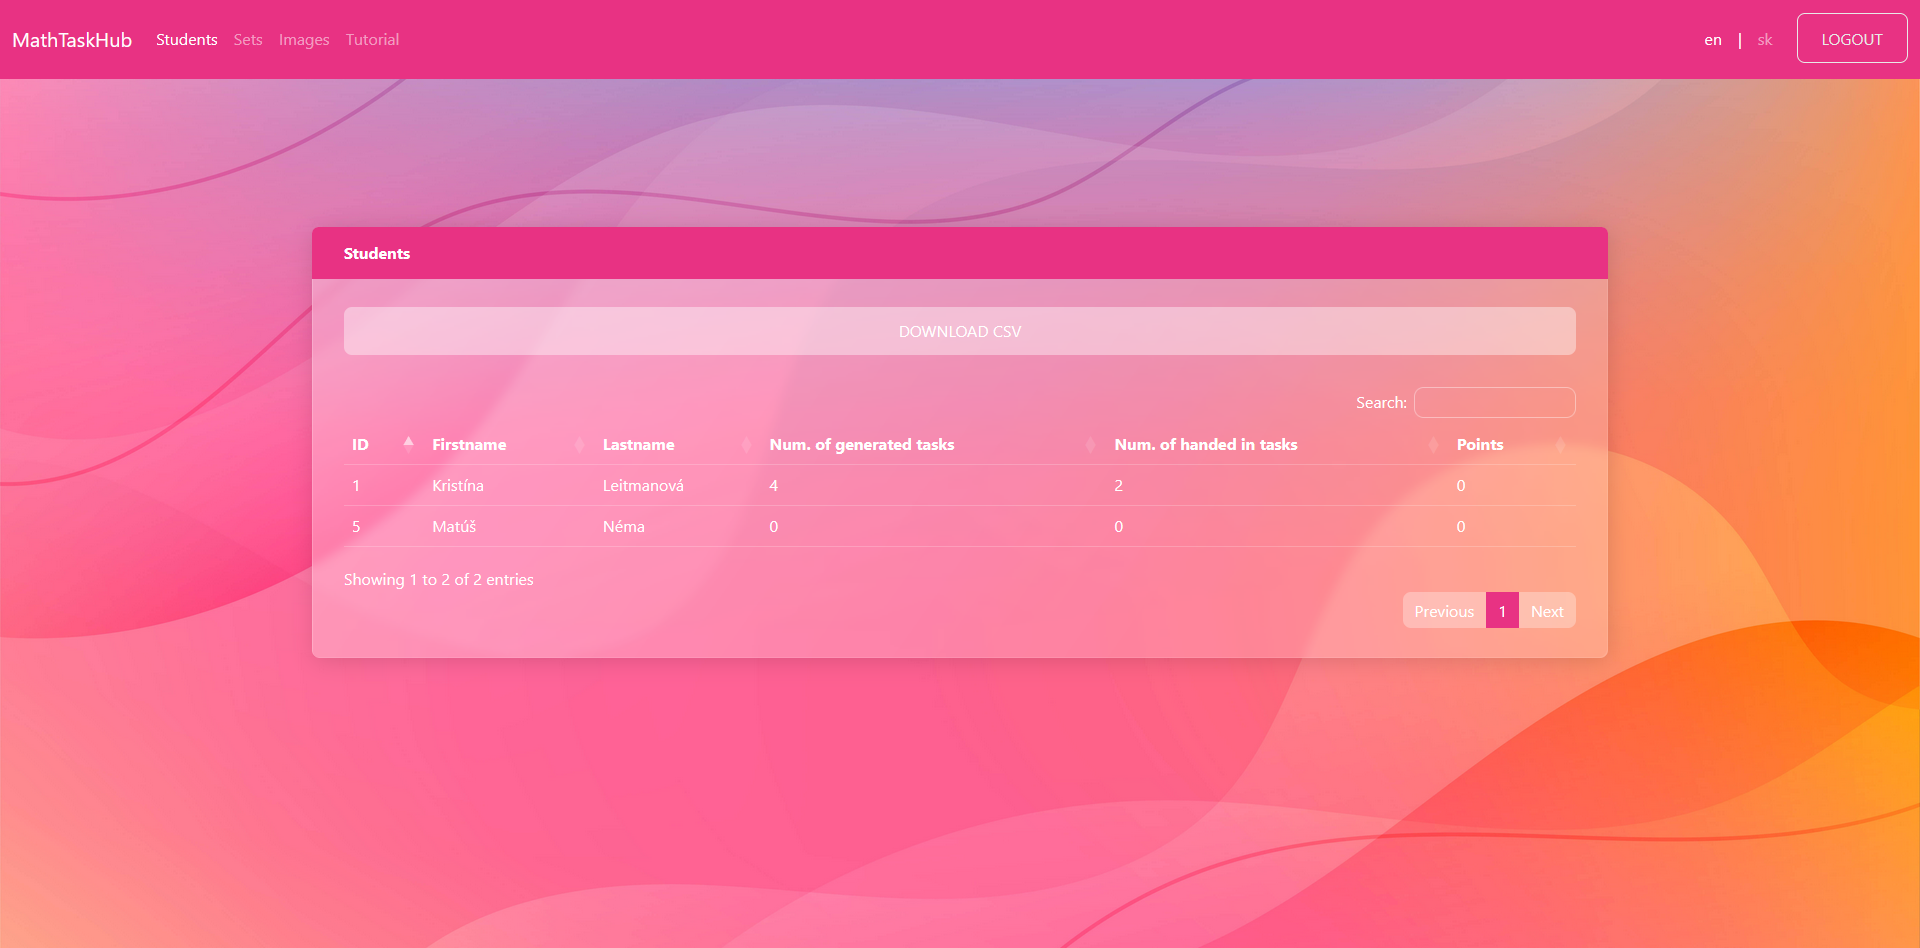 MathTaskHub Students Sets Images Tutorial en | sk LOGOUT
Students
DOWNLOAD CSV
Search:
ID Firstname Lastname Num. of generated tasks Num. of handed in tasks Points
1 Kristína Leitmanová 4 2 0
5 Matúš Néma 0 0 0
Showing 1 to 2 of 2 entries
Previous 1 Next